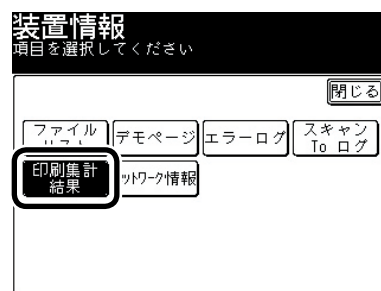 装置情報
項目を選択してください
閉じる
ファイル
デモページ
エラーログ
スキャン
To ログ
印刷集計
結果
ットワーク情報